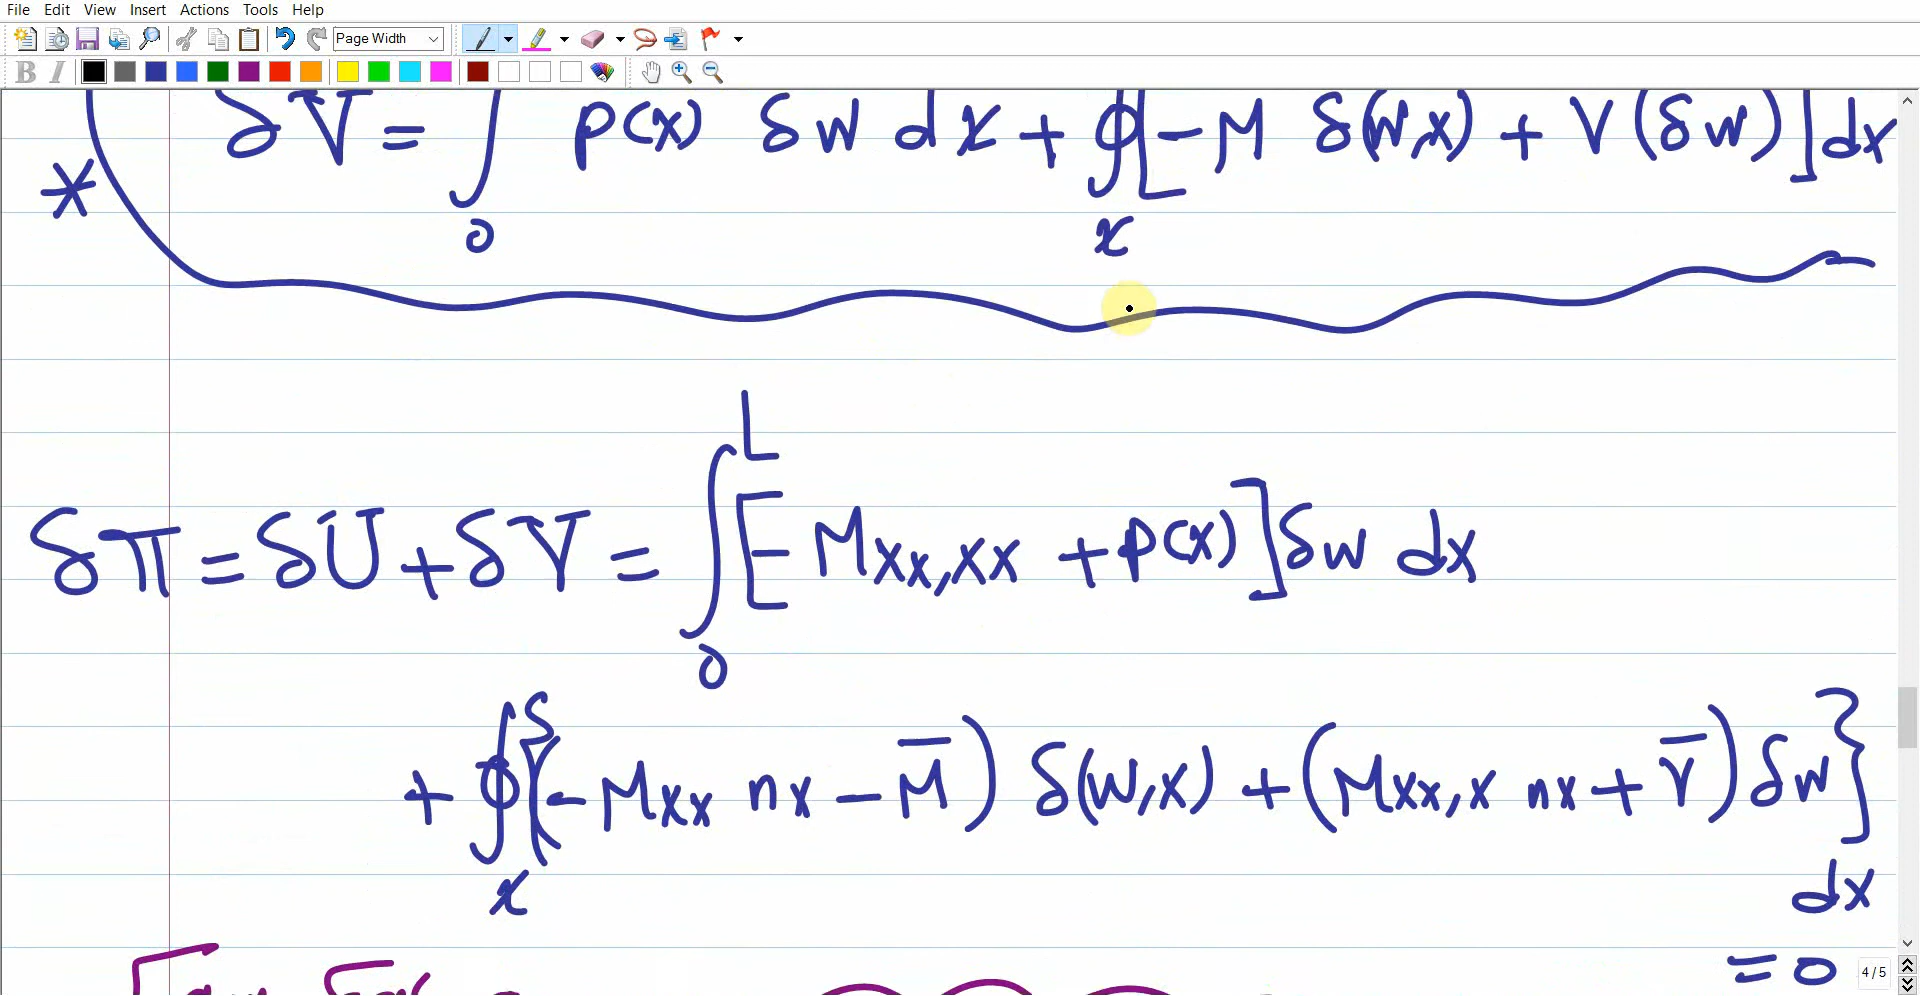 File Edit View Insert Actions Tools Help
Page Width
B I
δV = ∫ P(x) δw dx + ∮[ - M δ(w,x) + V (δw) ] dx
* 0 x
L
δπ = δU + δV = ∫ [ - Mxx,xx + P(x) ] δw dx
0
+ ∮ { (- Mxx nx - M̅ ) δ(w,x) + ( Mxx,x nx + V̅ ) δw }
x dx
= 0 4 / 5